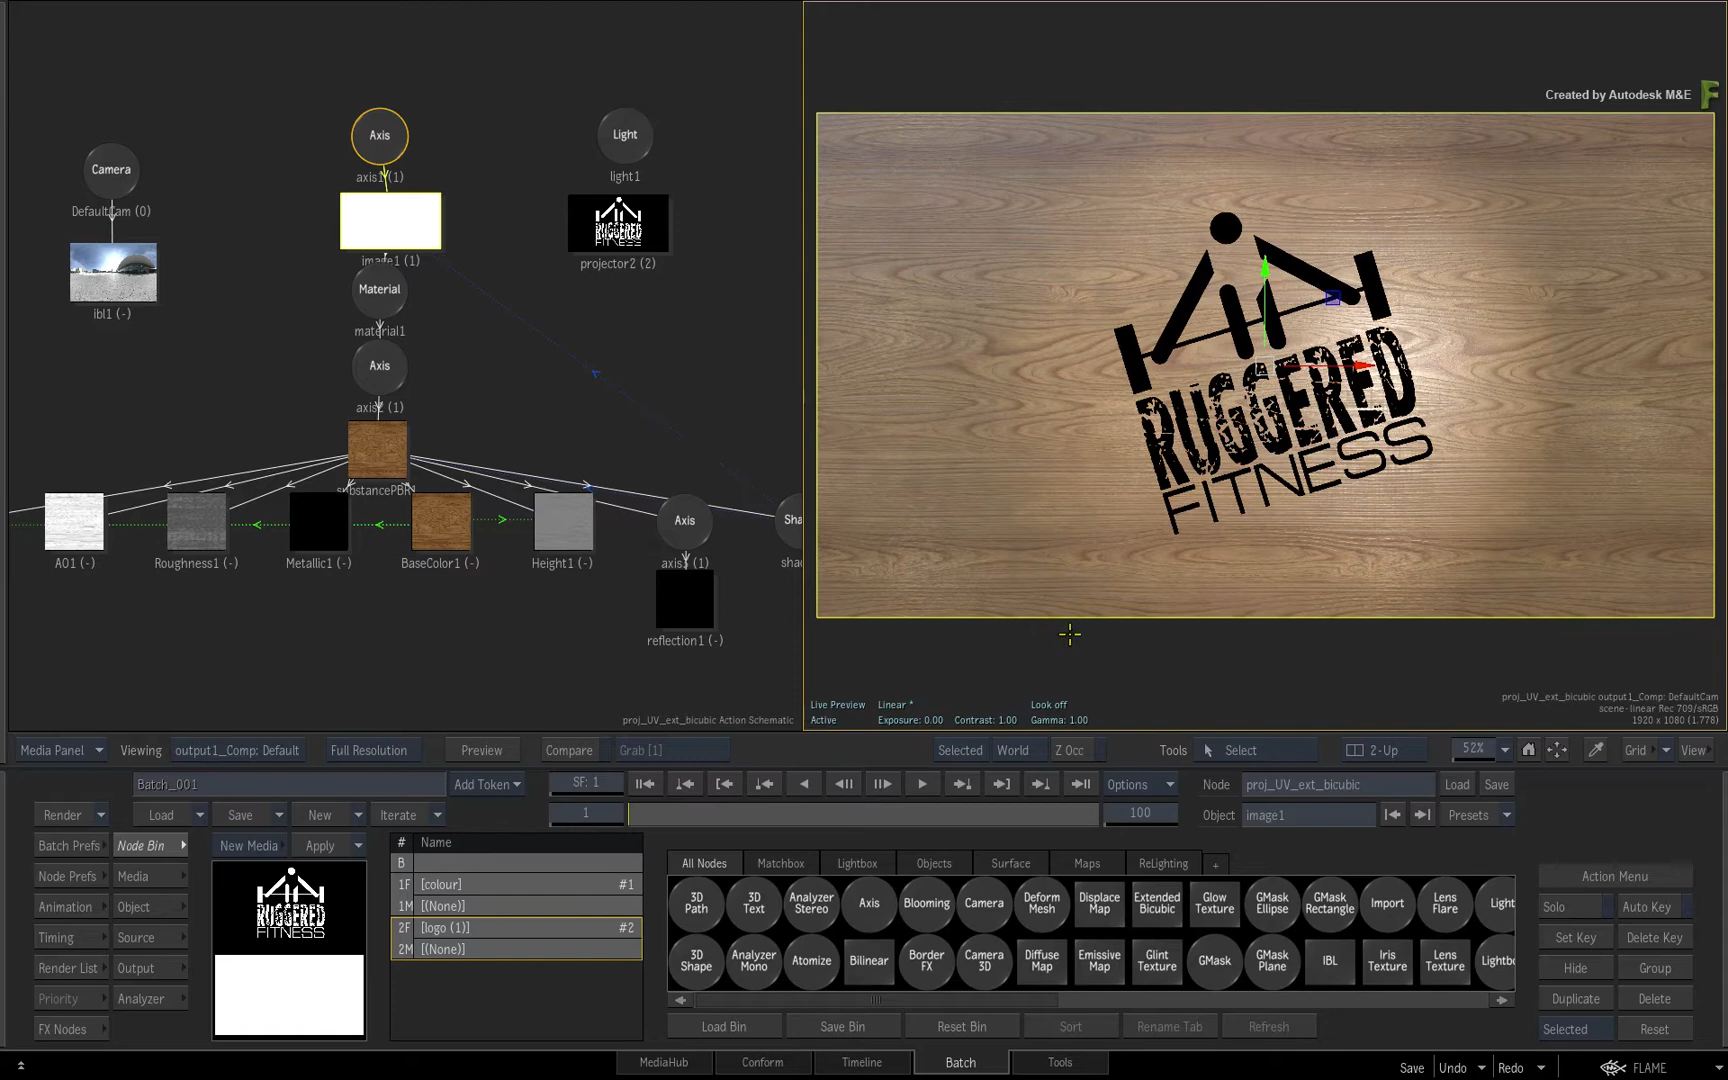 Axis
axis1 (1)
image1 (1)
Light
light1
Camera
DefaultCam (0)
ibl1 (-)
RUGGERED
FITNESS
projector2 (2)
Material
material1
Axis
axis2 (1)
substancePBR1
AO1 (-)
Roughness1 (-)
Metallic1 (-)
BaseColor1 (-)
Height1 (-)
Axis
axis3 (1)
reflection1 (-)
Sha
sha
proj_UV_ext_bicubic Action Schematic
Created by Autodesk M&E
RUGGERED
FITNESS
Live Preview Linear * Look off
Active Exposure: 0.00 Contrast: 1.00 Gamma: 1.00
proj_UV_ext_bicubic output1_Comp: DefaultCam
scene-linear Rec 709/sRGB
1920 x 1080 (1.778)
Media Panel Viewing output1_Comp: Default Full Resolution Preview Compare Grab [1] Selected World Z Occ Tools Select 2-Up 52% Grid View
Batch_001 Add Token SF: 1 Options Node proj_UV_ext_bicubic Load Save
Render Load Save New Iterate 1 100 Object image1 Presets
Batch Prefs Node Bin New Media Apply
Node Prefs Media
Animation Object
Timing Source
Render List Output
Priority Analyzer
FX Nodes
RUGGERED
FITNESS
# Name
B
1F [colour] #1
1M [(None)]
2F [logo (1)] #2
2M [(None)]
All Nodes Matchbox Lightbox Objects Surface Maps ReLighting +
3D Path 3D Text Analyzer Stereo Axis Blooming Camera Deform Mesh Displace Map Extended Bicubic Glow Texture GMask Ellipse GMask Rectangle Import Lens Flare Light
3D Shape Analyzer Mono Atomize Bilinear Border FX Camera 3D Diffuse Map Emissive Map Glint Texture GMask GMask Plane IBL Iris Texture Lens Texture Lightbo
Load Bin Save Bin Reset Bin Sort Rename Tab Refresh
Action Menu
Solo Auto Key
Set Key Delete Key
Hide Group
Duplicate Delete
Selected Reset
MediaHub Conform Timeline Batch Tools
Save Undo Redo FLAME